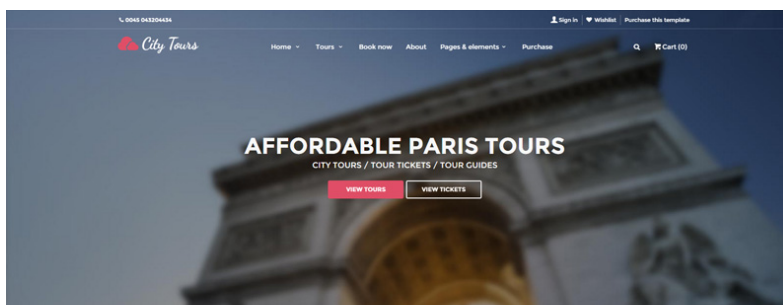 0045 043204434
Sign in Wishlist Purchase this template
City Tours
Home Tours Book now About Pages & elements Purchase
Cart (0)
AFFORDABLE PARIS TOURS
CITY TOURS / TOUR TICKETS / TOUR GUIDES
VIEW TOURS VIEW TICKETS